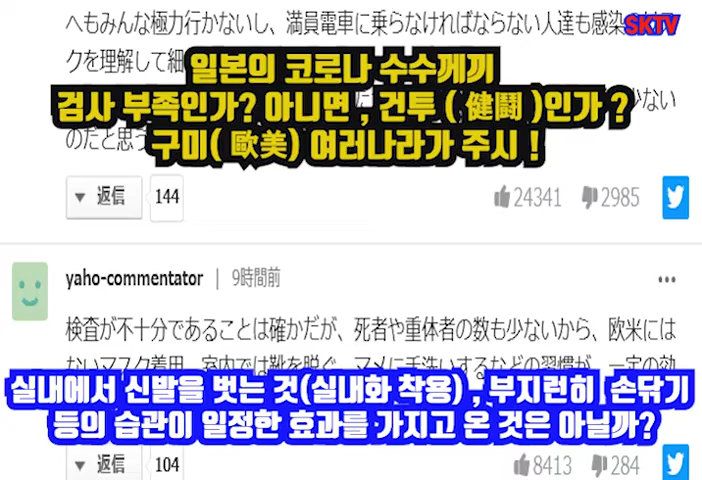 へもみんな極力行かないし、満員電車に乗らなければならない人達も感染
SKTV
クを理解して細
일본의 코로나 수수께끼
검사 부족인가? 아니면 , 건투 ( 健闘 )인가 ?
ない
のだと思う
구미( 歐美) 여러나라가 주시 !
▼ 返信 144 24341 2985
yaho-commentator | 9時間前
検査が不十分であることは確かだが、死者や重体者の数も少ないから、欧米には
ないマスク着用、室内では靴を脱ぐ、マメに手洗いするなどの習慣が、一定の効
실내에서 신발을 벗는 것(실내화 착용) , 부지런히 손닦기
등의 습관이 일정한 효과를 가지고 온 것은 아닐까?
▼ 返信 104 8413 284